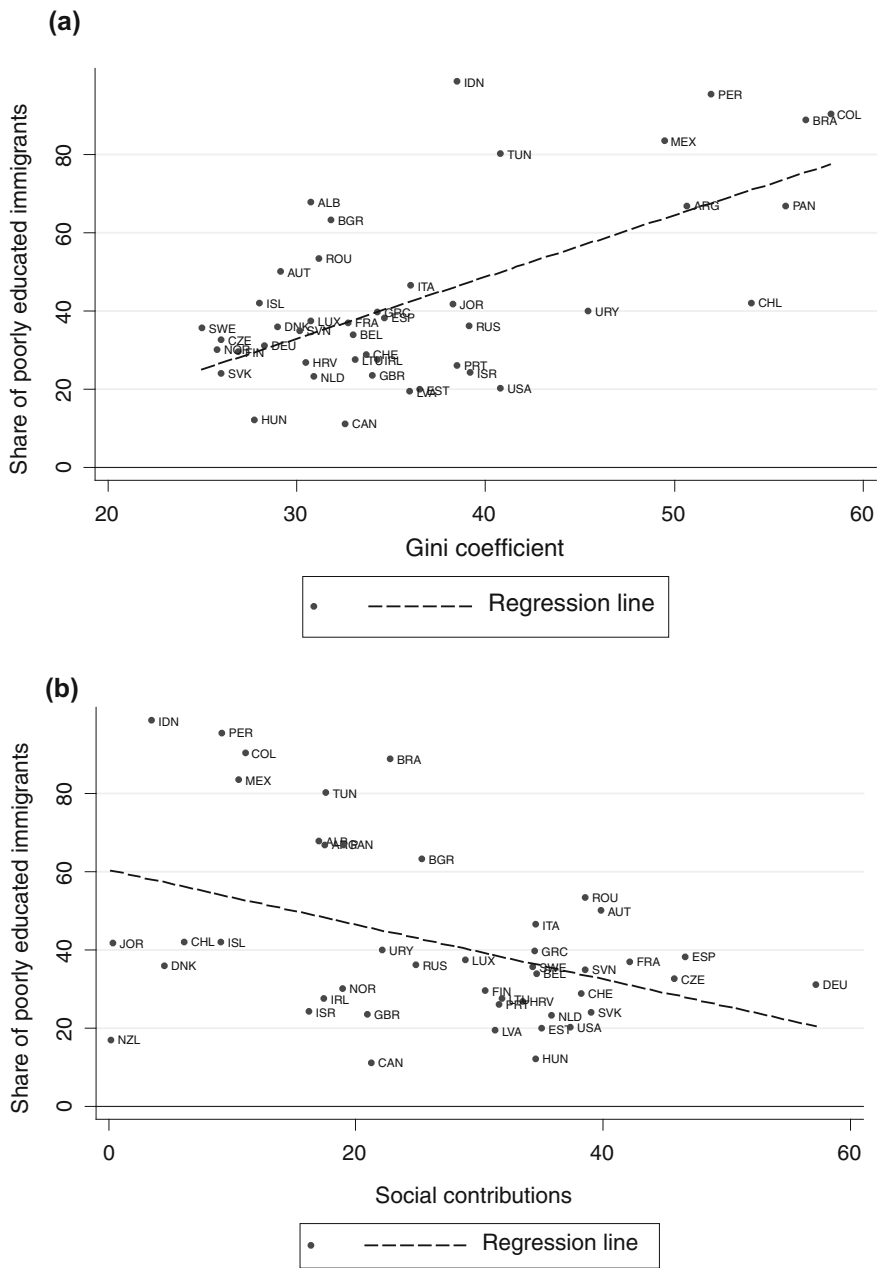 (a)
Share of poorly educated immigrants
80
60
40
20
0
IDN
PER
COL
BRA
MEX
TUN
ALB
BGR
ARG
PAN
ROU
AUT
ITA
ISL
JOR
CHL
GRC
URY
SWE
DNK
LUX
FRA
ESP
SVN
RUS
CZE
BEL
NOR
FIN
DEU
CHE
HRV
LTU
IRL
PRT
SVK
NLD
GBR
ISR
LVA
EST
USA
HUN
CAN
20
30
40
50
60
Gini coefficient
Regression line
(b)
Share of poorly educated immigrants
80
60
40
20
0
IDN
PER
COL
BRA
MEX
TUN
ALB
ARG
PAN
BGR
ROU
AUT
ITA
JOR
CHL
ISL
URY
GRC
DNK
RUS
LUX
SWE
BEL
SVN
FRA
ESP
CZE
DEU
NOR
FIN
IRL
LTU
PRT
HRV
CHE
ISR
GBR
NLD
SVK
NZL
LVA
EST
USA
CAN
HUN
0
20
40
60
Social contributions
Regression line